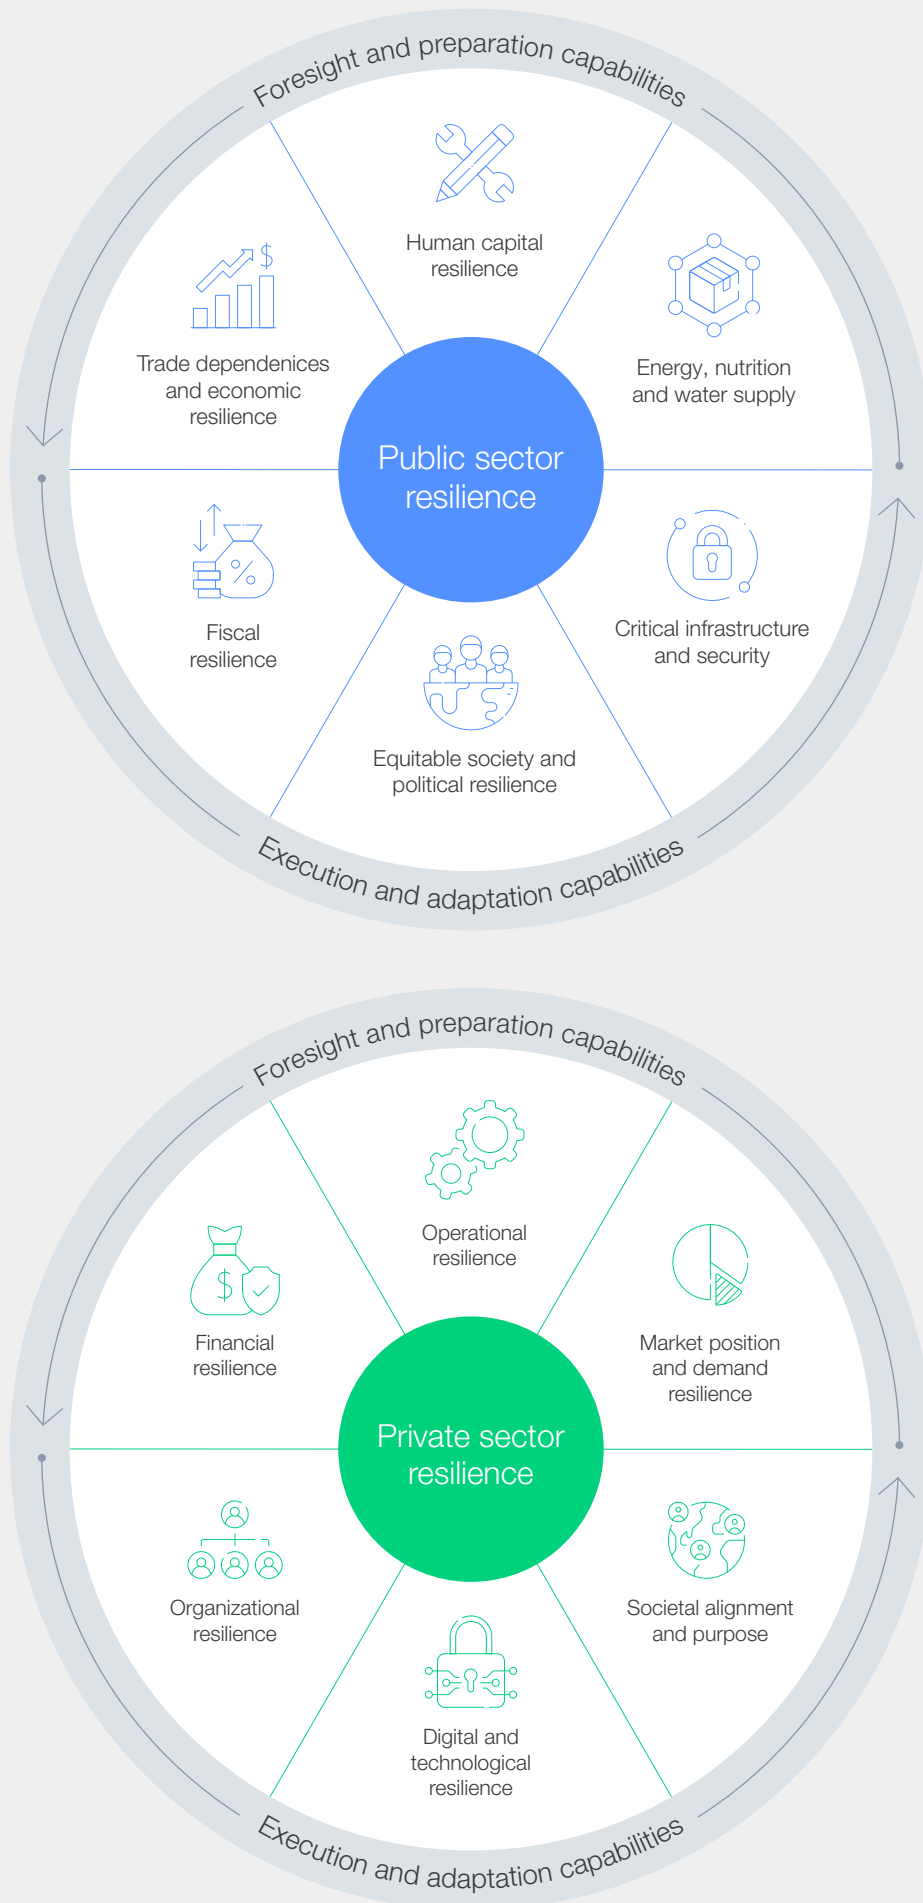 Foresight and preparation capabilities
Human capital
resilience
Energy, nutrition
and water supply
Trade dependenices
and economic
resilience
Public sector
resilience
Critical infrastructure
and security
Fiscal
resilience
Equitable society and
political resilience
Execution and adaptation capabilities
Foresight and preparation capabilities
Operational
resilience
Market position
and demand
resilience
Financial
resilience
Private sector
resilience
Societal alignment
and purpose
Organizational
resilience
Digital and
technological
resilience
Execution and adaptation capabilities